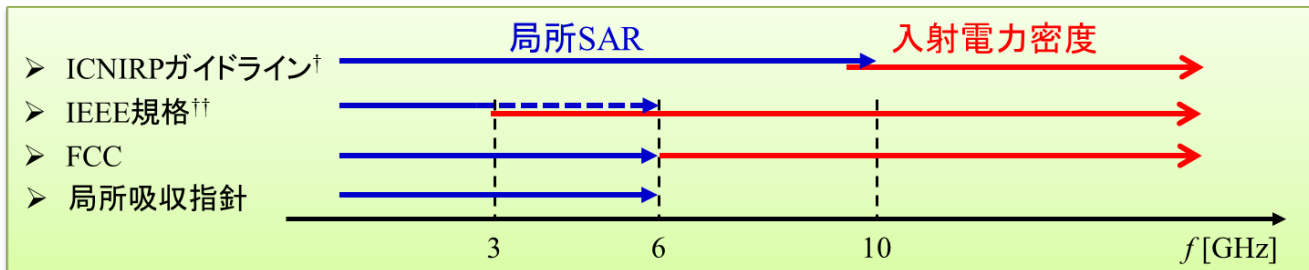 局所SAR 入射電力密度
➢ ICNIRPガイドライン†
➢ IEEE規格††
➢ FCC
➢ 局所吸収指針
3 6 10 f [GHz]